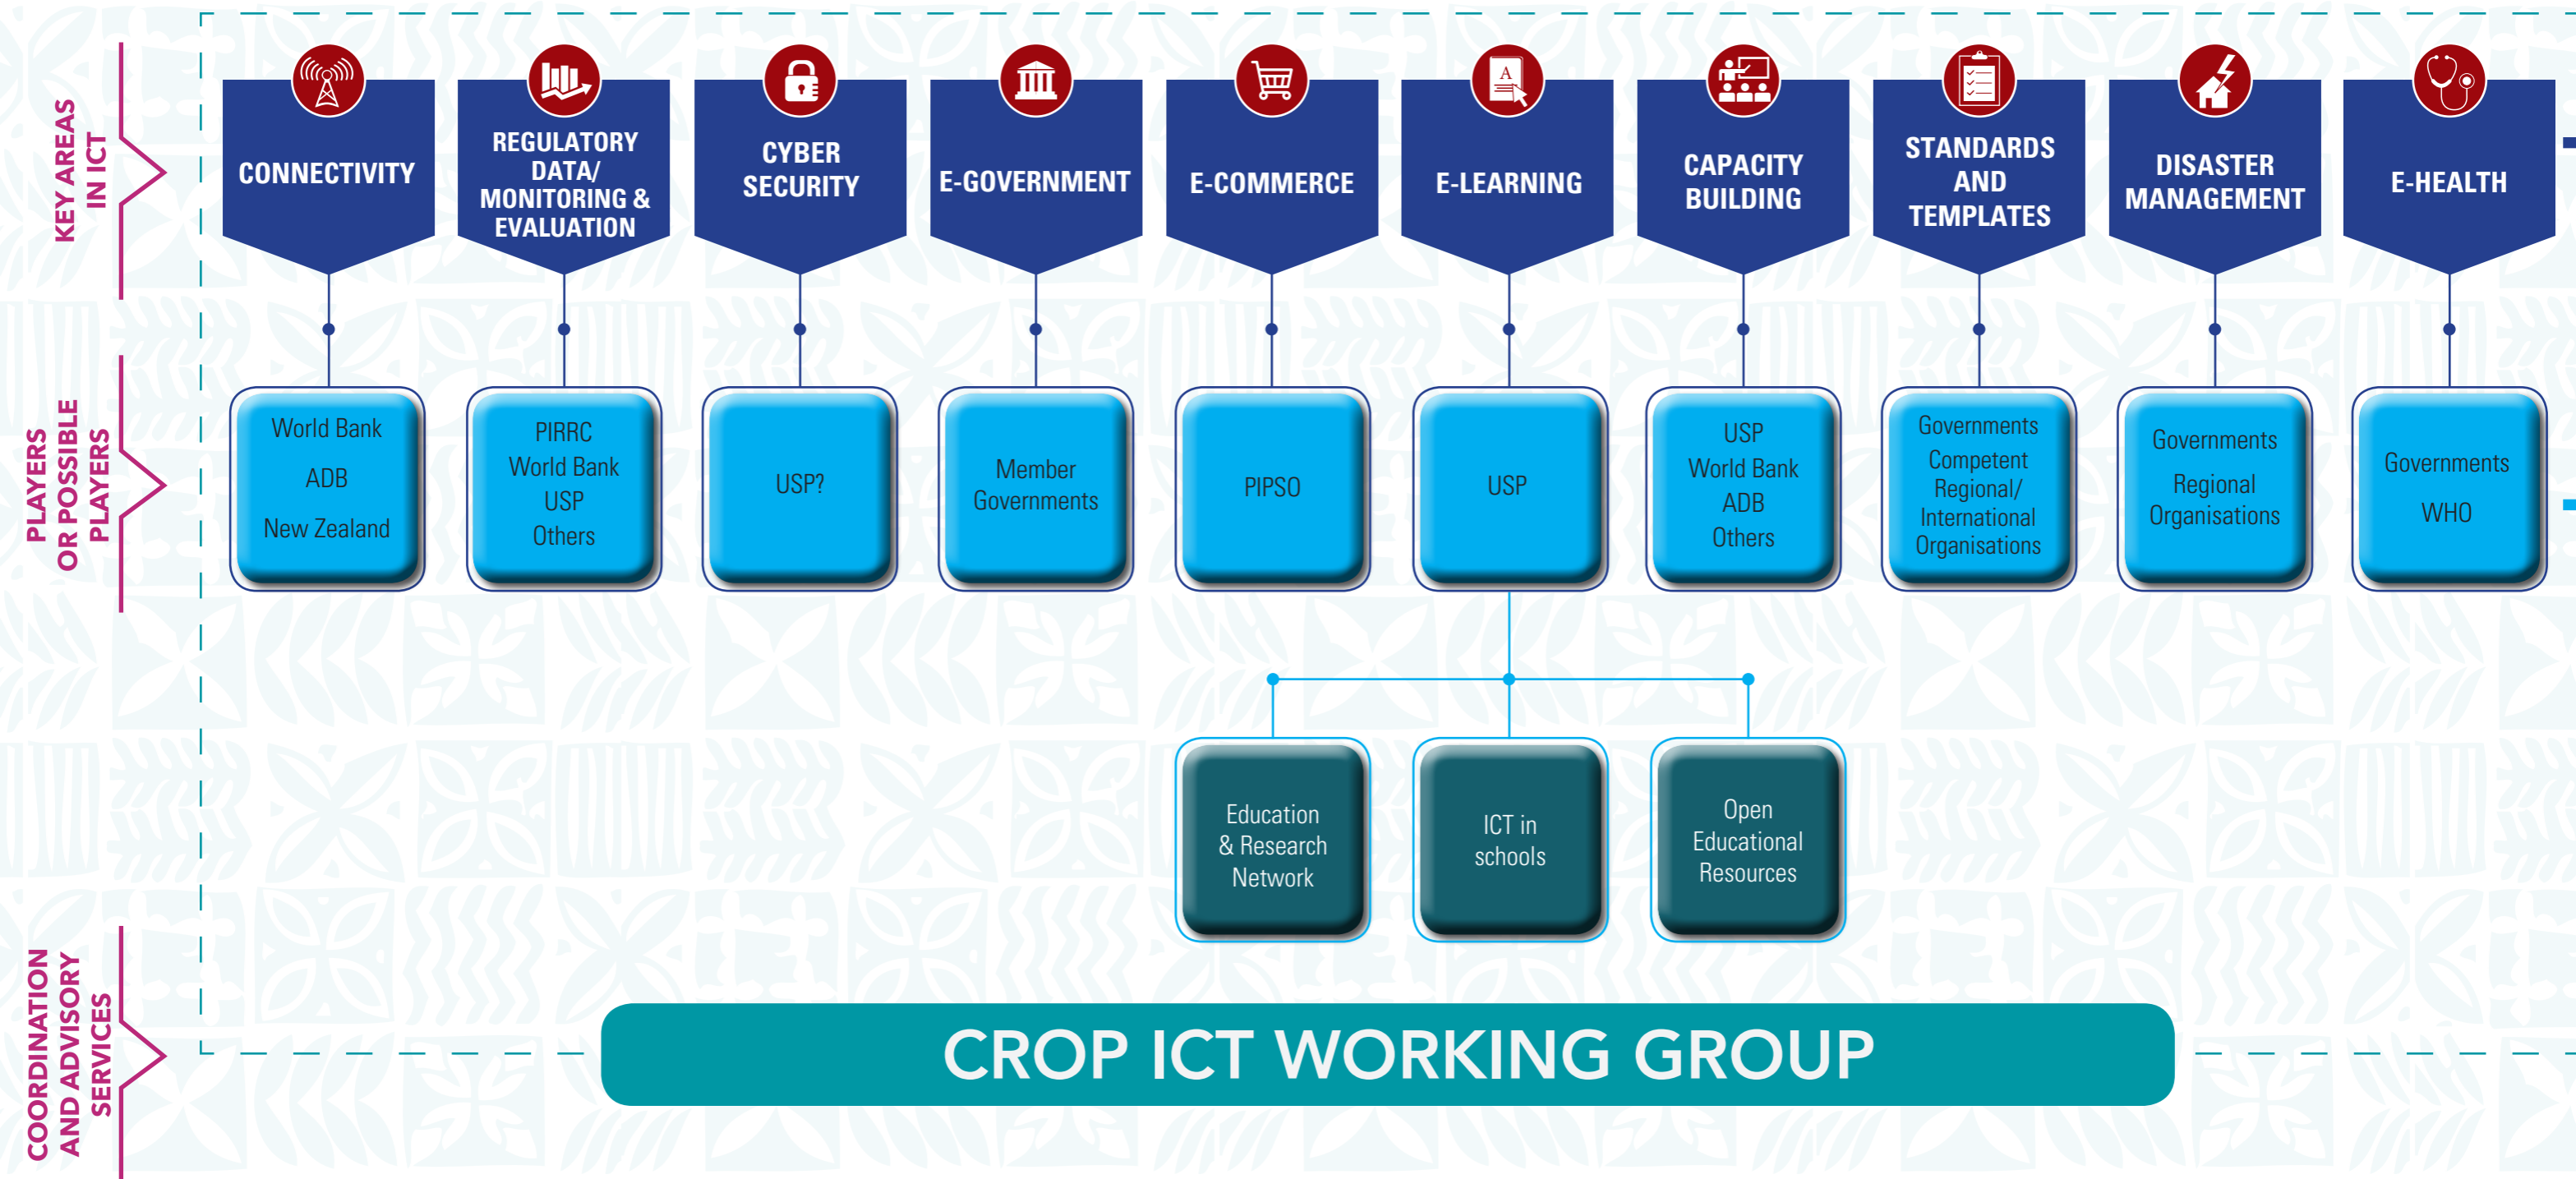 KEY AREAS
IN ICT
CONNECTIVITY
REGULATORY
DATA/
MONITORING &
EVALUATION
CYBER
SECURITY
E-GOVERNMENT
E-COMMERCE
A
E-LEARNING
CAPACITY
BUILDING
STANDARDS
AND
TEMPLATES
DISASTER
MANAGEMENT
E-HEALTH
PLAYERS
OR POSSIBLE
PLAYERS
World Bank
ADB
New Zealand
PIRRC
World Bank
USP
Others
USP?
Member
Governments
PIPSO
USP
USP
World Bank
ADB
Others
Governments
Competent
Regional/
International
Organisations
Governments
Regional
Organisations
Governments
WHO
Education
& Research
Network
ICT in
schools
Open
Educational
Resources
COORDINATION
AND ADVISORY
SERVICES
CROP ICT WORKING GROUP